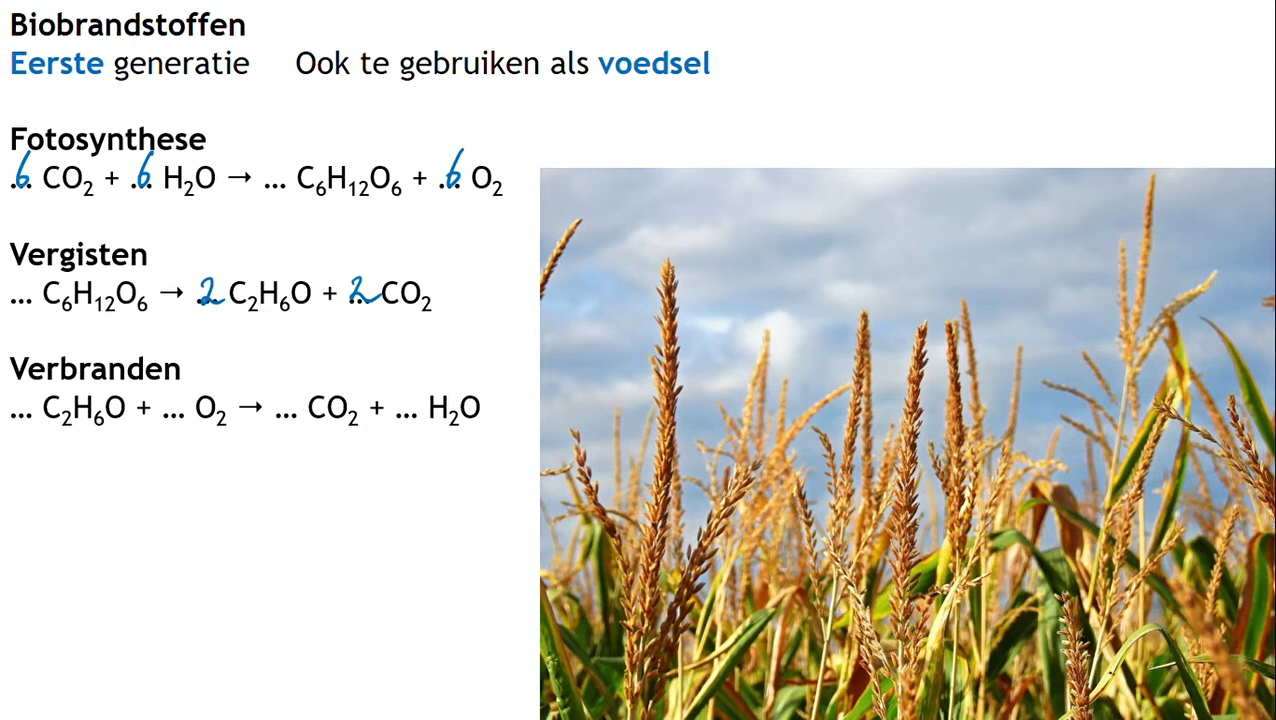 Biobrandstoffen
Eerste generatie Ook te gebruiken als voedsel
Fotosynthese
6 CO₂ + 6 H₂O → ... C₆H₁₂O₆ + 6 O₂
Vergisten
... C₆H₁₂O₆ → 2 C₂H₆O + 2 CO₂
Verbranden
... C₂H₆O + ... O₂ → ... CO₂ + ... H₂O